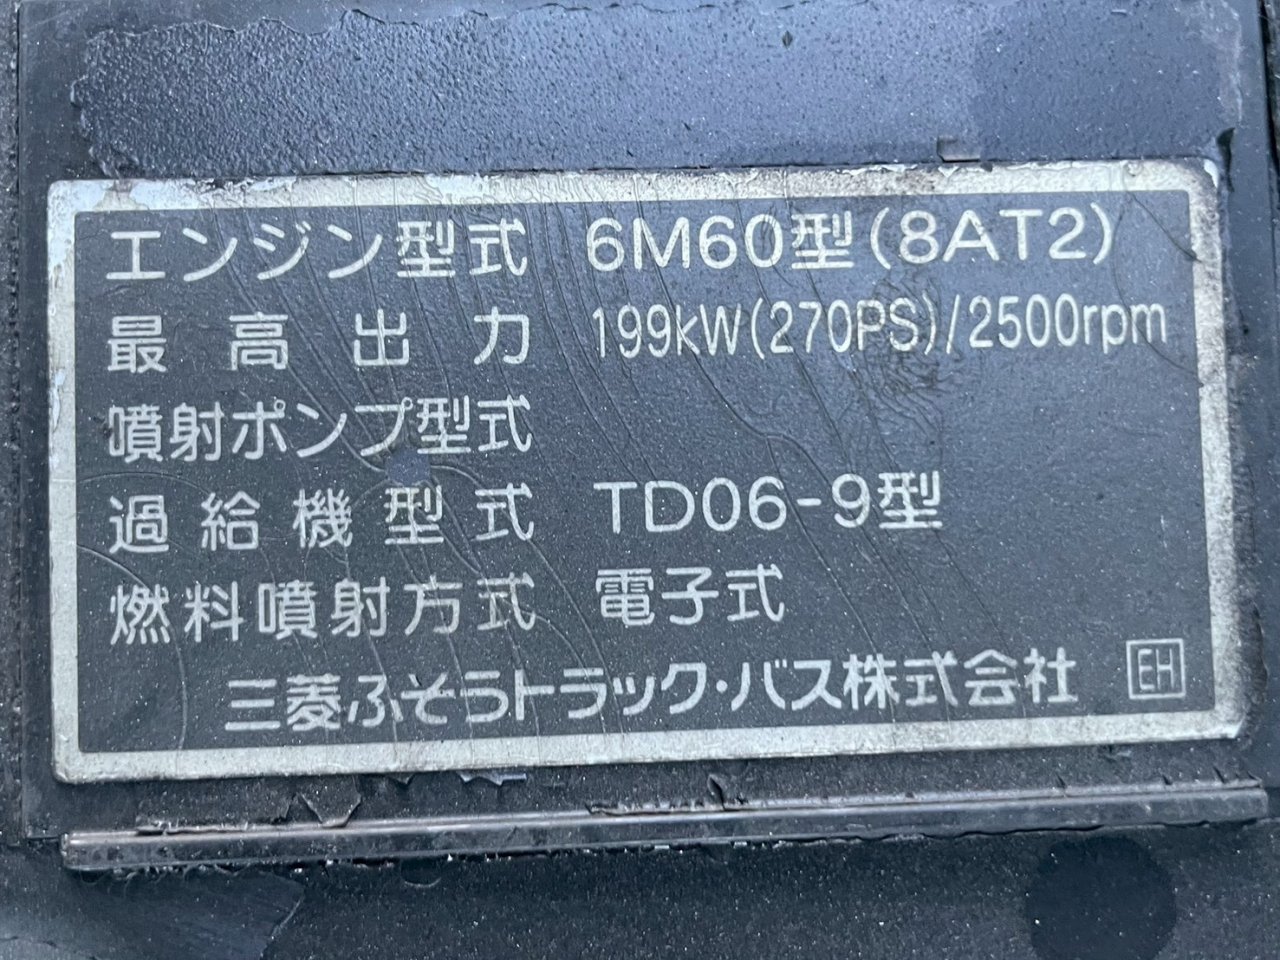 エンジン型式 6M60型(8AT2)
最高出力 199kW(270PS)/2500rpm
噴射ポンプ型式
過給機型式 TD06-9型
燃料噴射方式 電子式
三菱ふそうトラック・バス株式会社 EH